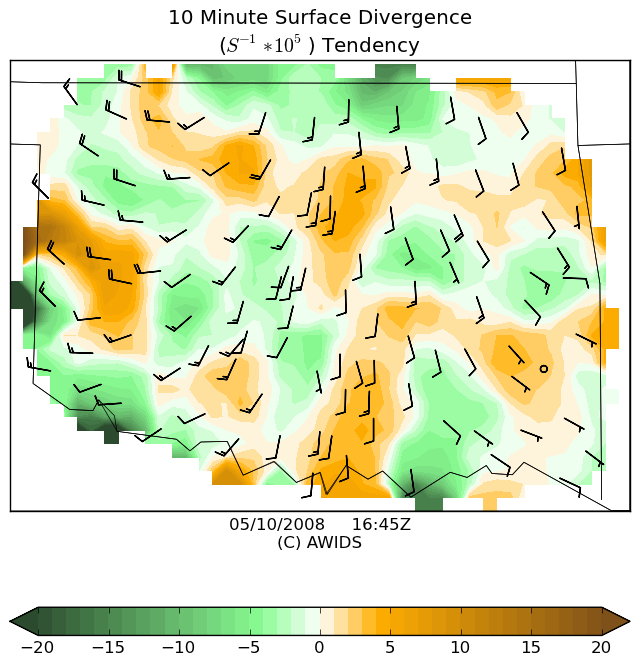 10 Minute Surface Divergence
(S⁻¹ *10⁵ ) Tendency
05/10/2008 16:45Z
(C) AWIDS
−20 −15 −10 −5 0 5 10 15 20